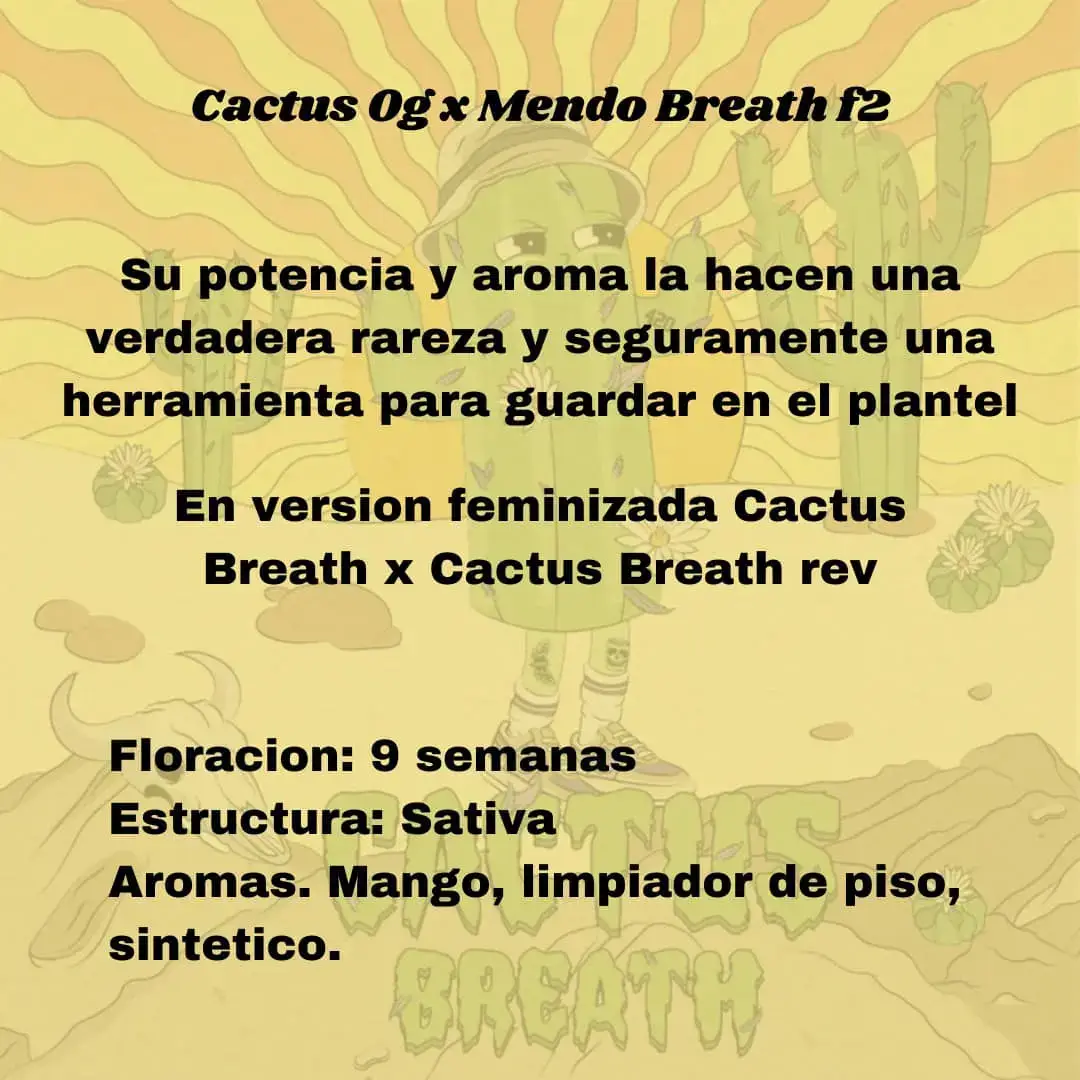 Cactus Og x Mendo Breath f2
Su potencia y aroma la hacen una
verdadera rareza y seguramente una
herramienta para guardar en el plantel
En version feminizada Cactus
Breath x Cactus Breath rev
Floracion: 9 semanas
Estructura: Sativa
Aromas. Mango, limpiador de piso,
sintetico.
CACTUS
BREATH